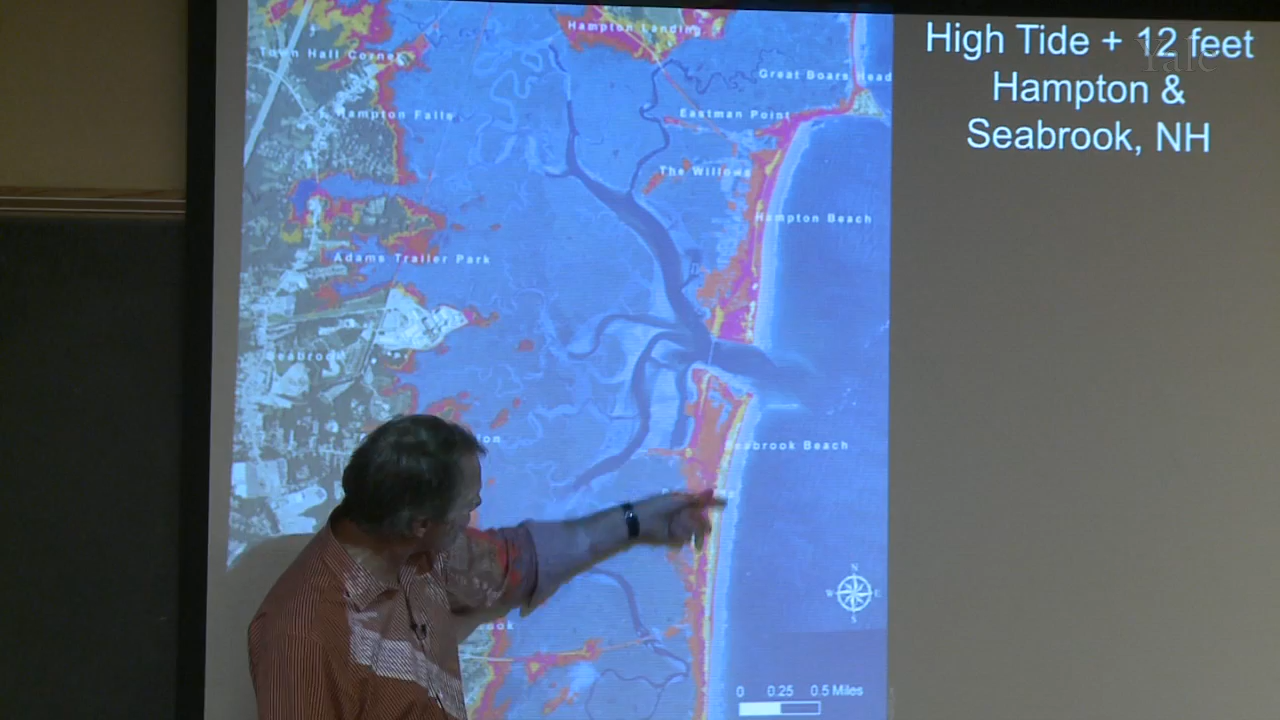 High Tide + 12 feet
Hampton &
Seabrook, NH
Yale
Hampton Landing
Town Hall Corner
Great Boars Head
Hampton Falls
Eastman Point
The Willows
Hampton Beach
Adams Trailer Park
Seabrook
Seabrook Beach
N
W E
S
0 0.25 0.5 Miles